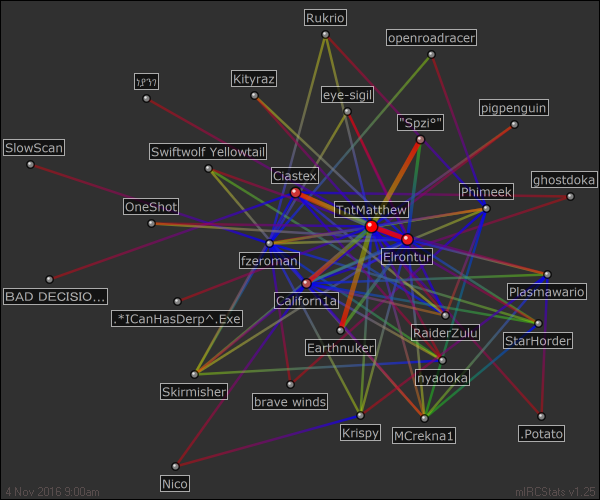 Rukrio
openroadracer
Kityraz
eye-sigil
pigpenguin
"Spzi°"
SlowScan
Swiftwolf Yellowtail
Ciastex
Phimeek
ghostdoka
OneShot
TntMatthew
fzeroman
Elrontur
BAD DECISIO...
Californ1a
Plasmawario
.*ICanHasDerp^.Exe
RaiderZulu
StarHorder
Earthnuker
nyadoka
Skirmisher
brave winds
Krispy
MCrekna1
.Potato
Nico
4 Nov 2016 9:00am
mIRCStats v1.25